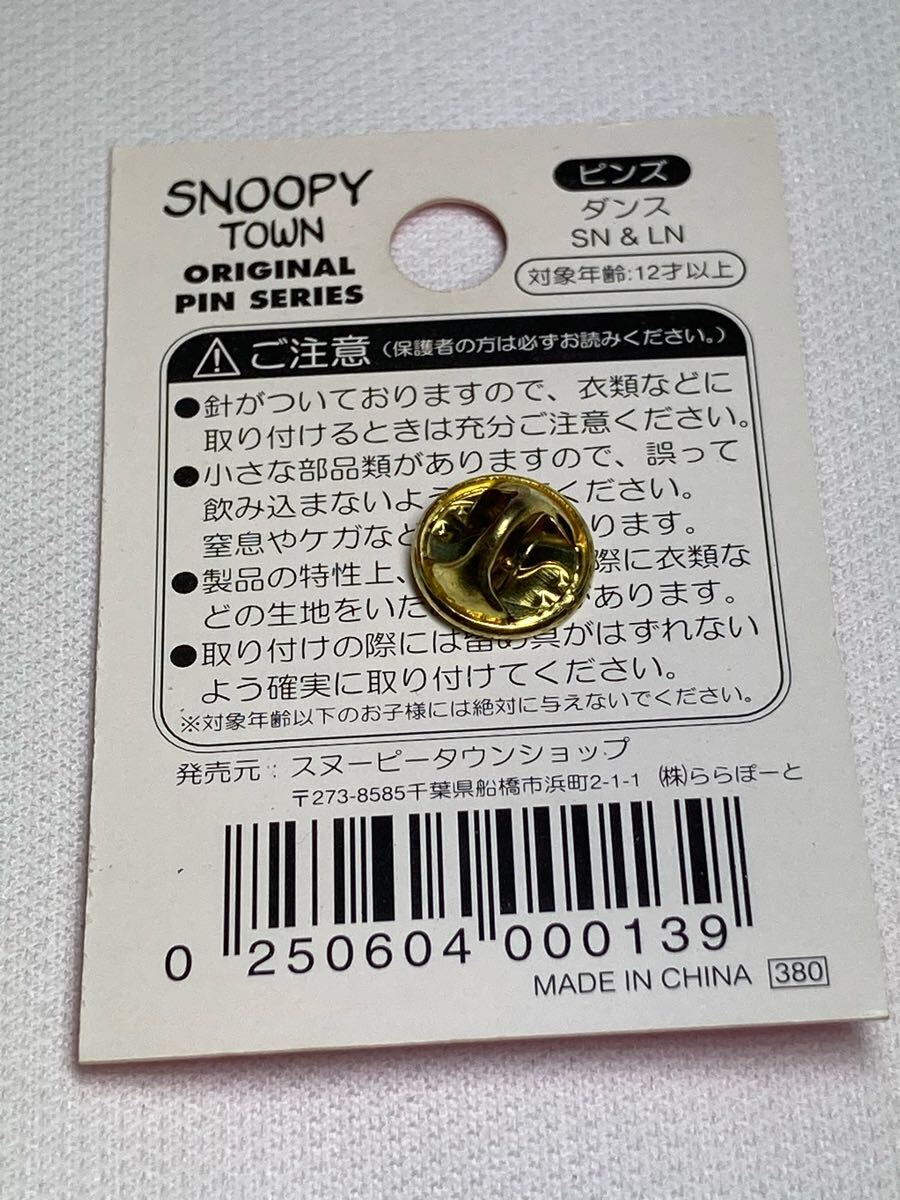 SNOOPY
TOWN
ORIGINAL
PIN SERIES
ピンズ
ダンス
SN & LN
対象年齢:12才以上
ご注意(保護者の方は必ずお読みください。)
●針がついておりますので、衣類などに
取り付けるときは充分ご注意ください。
●小さな部品類がありますので、誤って
飲み込まないよ ください。
窒息やケガな ります。
●製品の特性上、 際に衣類な
どの生地をいた があります。
●取り付けの際には留め具がはずれない
よう確実に取り付けてください。
※対象年齢以下のお子様には絶対に与えないでください。
発売元:スヌーピータウンショップ
〒273-8585千葉県船橋市浜町2-1-1 (株)ららぽーと
0 250604 000139
MADE IN CHINA 380